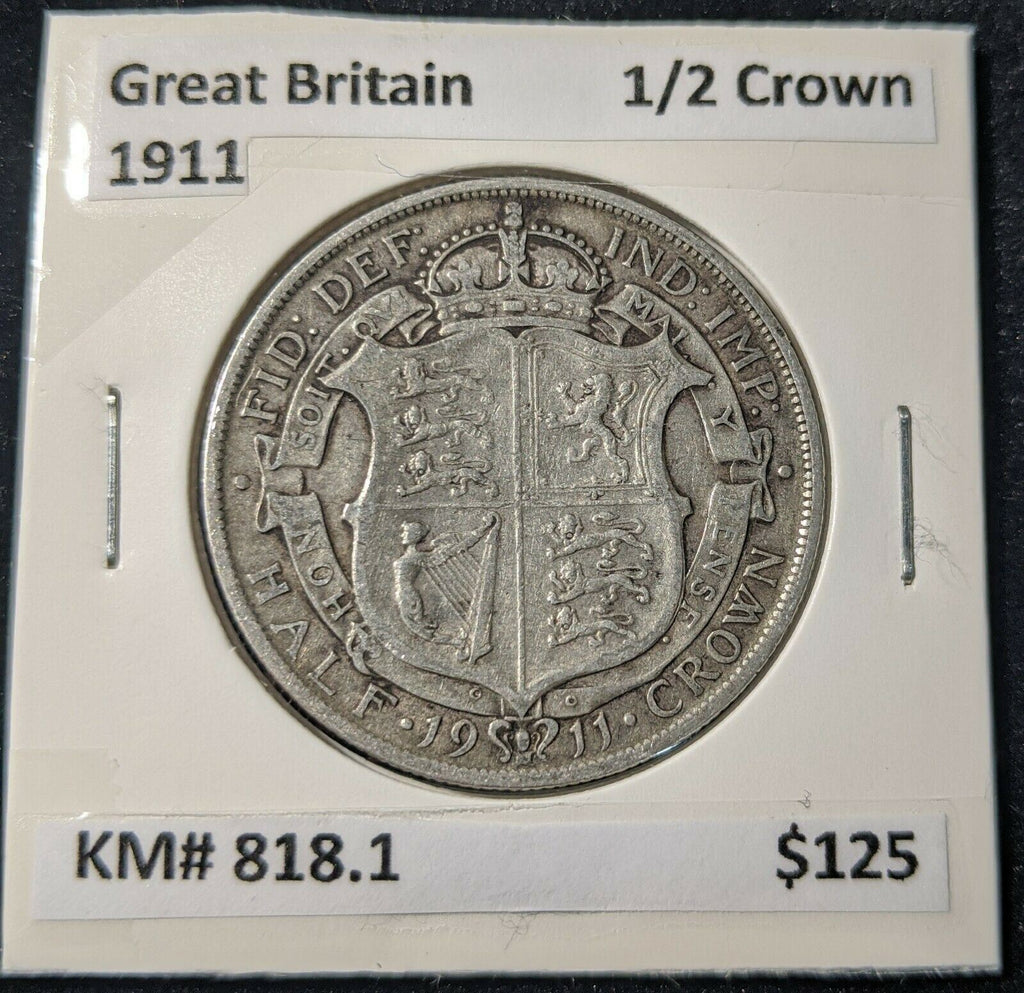 Great Britain 1/2 Crown
1911
FID: DEF: IND: IMP:
HONI SOIT QUI MAL Y PENSE
HALF · 19 11 · CROWN
KM# 818.1 $125